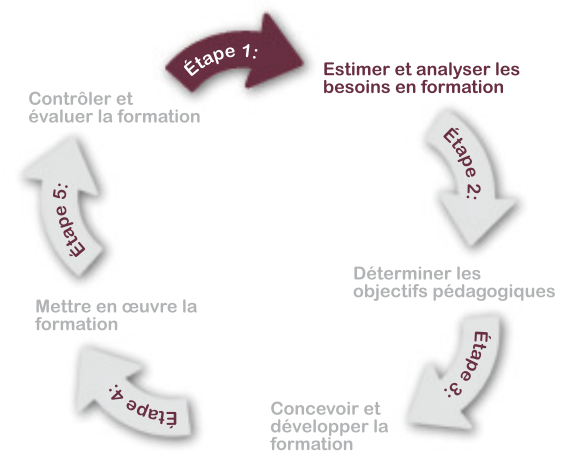 Étape 1:
Estimer et analyser les
besoins en formation
Étape 2:
Déterminer les
objectifs pédagogiques
Étape 3:
Concevoir et
développer la
formation
Étape 4:
Mettre en œuvre la
formation
Étape 5:
Contrôler et
évaluer la formation